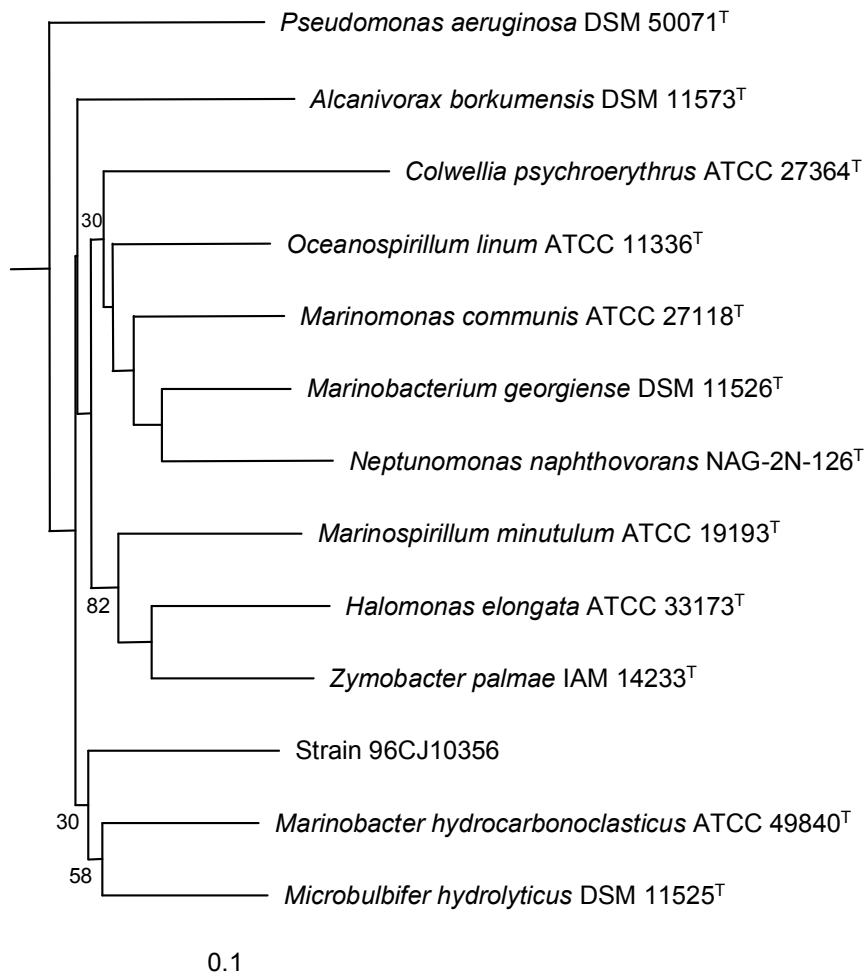 Pseudomonas aeruginosa DSM 50071ᵀ
Alcanivorax borkumensis DSM 11573ᵀ
Colwellia psychroerythrus ATCC 27364ᵀ
30
Oceanospirillum linum ATCC 11336ᵀ
Marinomonas communis ATCC 27118ᵀ
Marinobacterium georgiense DSM 11526ᵀ
Neptunomonas naphthovorans NAG-2N-126ᵀ
Marinospirillum minutulum ATCC 19193ᵀ
82
Halomonas elongata ATCC 33173ᵀ
Zymobacter palmae IAM 14233ᵀ
Strain 96CJ10356
30
Marinobacter hydrocarbonoclasticus ATCC 49840ᵀ
58
Microbulbifer hydrolyticus DSM 11525ᵀ
0.1